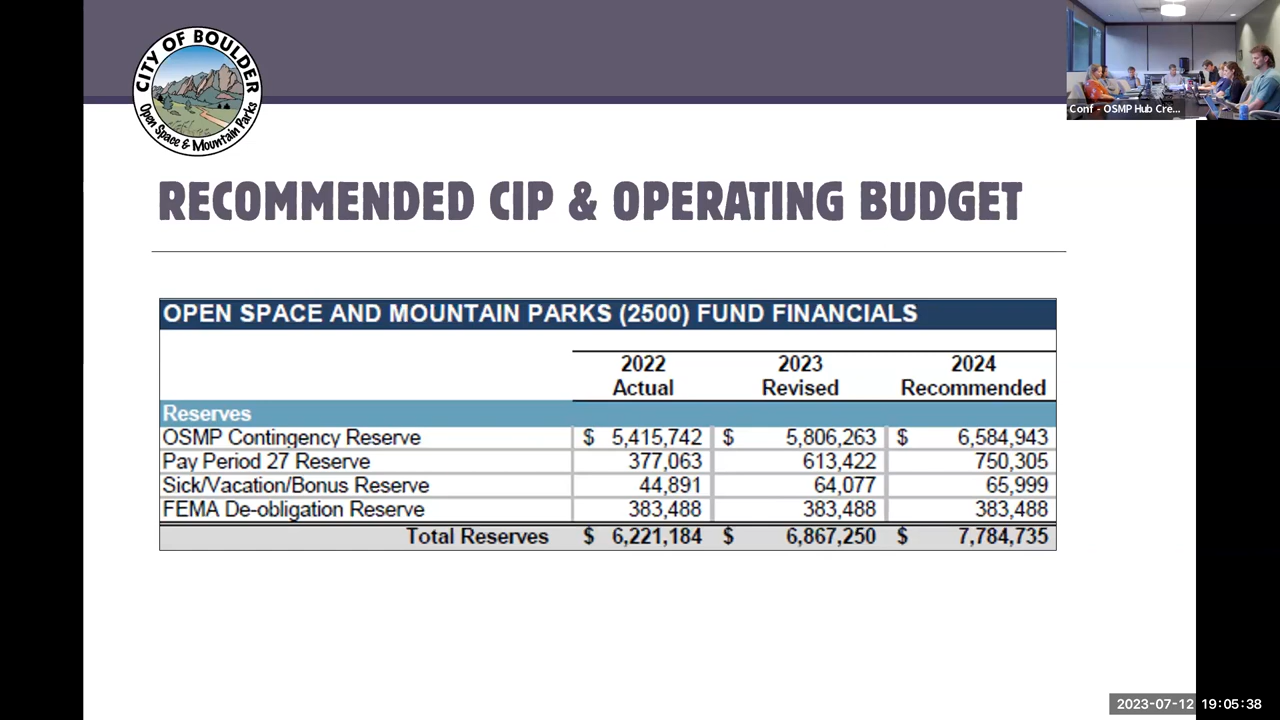 CITY OF BOULDER
Open Space & Mountain Parks
Conf - OSMP Hub Cre...
RECOMMENDED CIP & OPERATING BUDGET
OPEN SPACE AND MOUNTAIN PARKS (2500) FUND FINANCIALS
2022 2023 2024
Actual Revised Recommended
Reserves
OSMP Contingency Reserve $ 5,415,742 $ 5,806,263 $ 6,584,943
Pay Period 27 Reserve 377,063 613,422 750,305
Sick/Vacation/Bonus Reserve 44,891 64,077 65,999
FEMA De-obligation Reserve 383,488 383,488 383,488
Total Reserves $ 6,221,184 $ 6,867,250 $ 7,784,735
2023-07-12 19:05:38